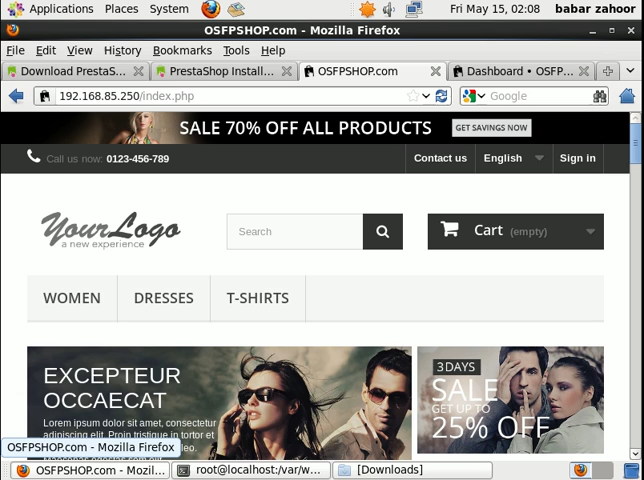 Applications Places System Fri May 15, 02:08 babar zahoor
OSFPSHOP.com - Mozilla Firefox
File Edit View History Bookmarks Tools Help
Download PrestaS... PrestaShop Install... OSFPSHOP.com Dashboard • OSFP...
192.168.85.250/index.php Google
SALE 70% OFF ALL PRODUCTS GET SAVINGS NOW
Call us now: 0123-456-789 Contact us English Sign in
YourLogo
a new experience
Search
Cart (empty)
WOMEN DRESSES T-SHIRTS
EXCEPTEUR
OCCAECAT
Lorem ipsum dolor sit amet, consectetur
adipiscing elit. Proin tristique in tortor et
3DAYS
SALE
GET UP TO
25% OFF
OSFPSHOP.com - Mozilla Firefox
OSFPSHOP.com - Mozil... root@localhost:/var/w... [Downloads]